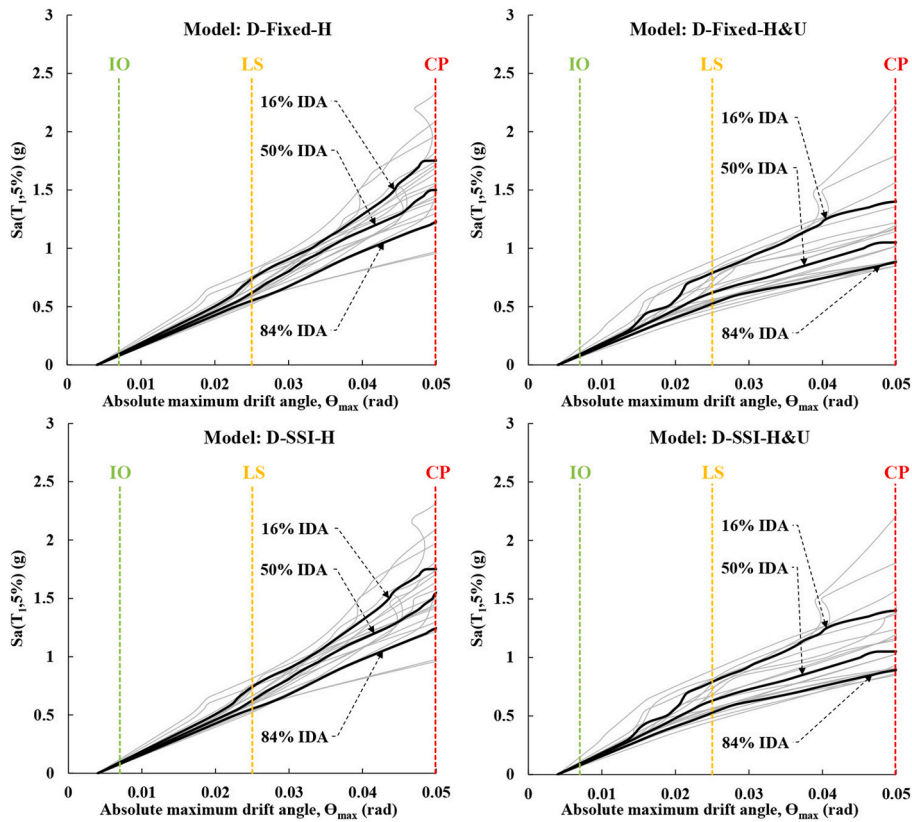 Model: D-Fixed-H
3
2.5
2
1.5
1
0.5
0
Sa(T₁,5%) (g)
IO
LS
CP
16% IDA
50% IDA
84% IDA
0 0.01 0.02 0.03 0.04 0.05
Absolute maximum drift angle, Θmax (rad)
Model: D-Fixed-H&U
3
2.5
2
1.5
1
0.5
0
Sa(T₁,5%) (g)
IO
LS
CP
16% IDA
50% IDA
84% IDA
0 0.01 0.02 0.03 0.04 0.05
Absolute maximum drift angle, Θmax (rad)
Model: D-SSI-H
3
2.5
2
1.5
1
0.5
0
Sa(T₁,5%) (g)
IO
LS
CP
16% IDA
50% IDA
84% IDA
0 0.01 0.02 0.03 0.04 0.05
Absolute maximum drift angle, Θmax (rad)
Model: D-SSI-H&U
3
2.5
2
1.5
1
0.5
0
Sa(T₁,5%) (g)
IO
LS
CP
16% IDA
50% IDA
84% IDA
0 0.01 0.02 0.03 0.04 0.05
Absolute maximum drift angle, Θmax (rad)